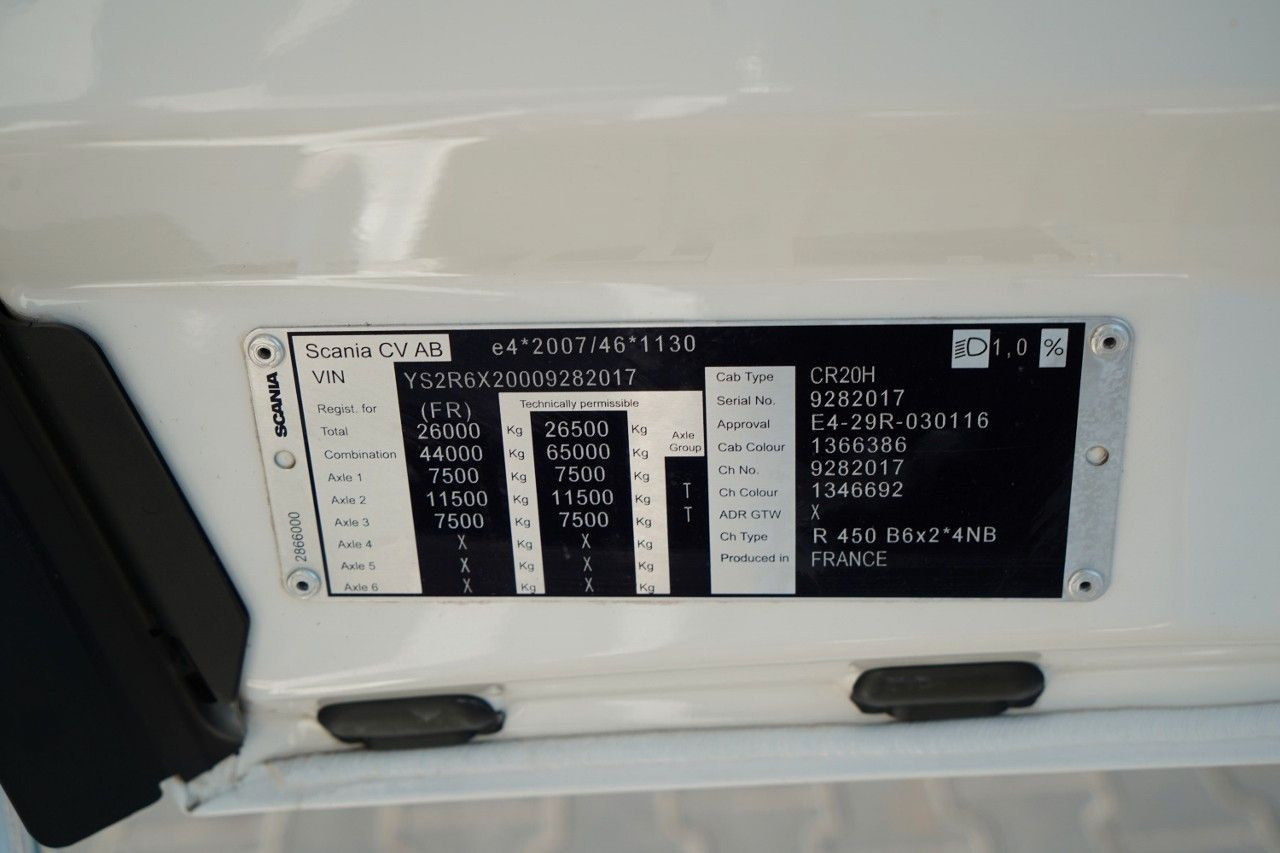 Scania CV AB e4*2007/46*1130 1,0 %
VIN YS2R6X20009282017
Regist. for (FR) Technically permissible
Total 26000 Kg 26500 Kg Axle Group
Combination 44000 Kg 65000 Kg
Axle 1 7500 Kg 7500 Kg
Axle 2 11500 Kg 11500 Kg T
Axle 3 7500 Kg 7500 Kg T
Axle 4 X Kg X Kg
Axle 5 X Kg X Kg
Axle 6 X Kg X Kg
Cab Type CR20H
Serial No. 9282017
Approval E4-29R-030116
Cab Colour 1366386
Ch No. 9282017
Ch Colour 1346692
ADR GTW X
Ch Type R 450 B6x2*4NB
Produced in FRANCE
SCANIA
2866000